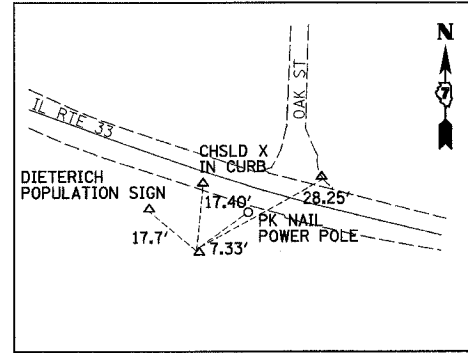 N
7
OAK ST
IL RTE 33
CHSLD X
IN CURB
DIETERICH
POPULATION SIGN
17.40'
28.25'
PK NAIL
POWER POLE
17.7'
7.33'